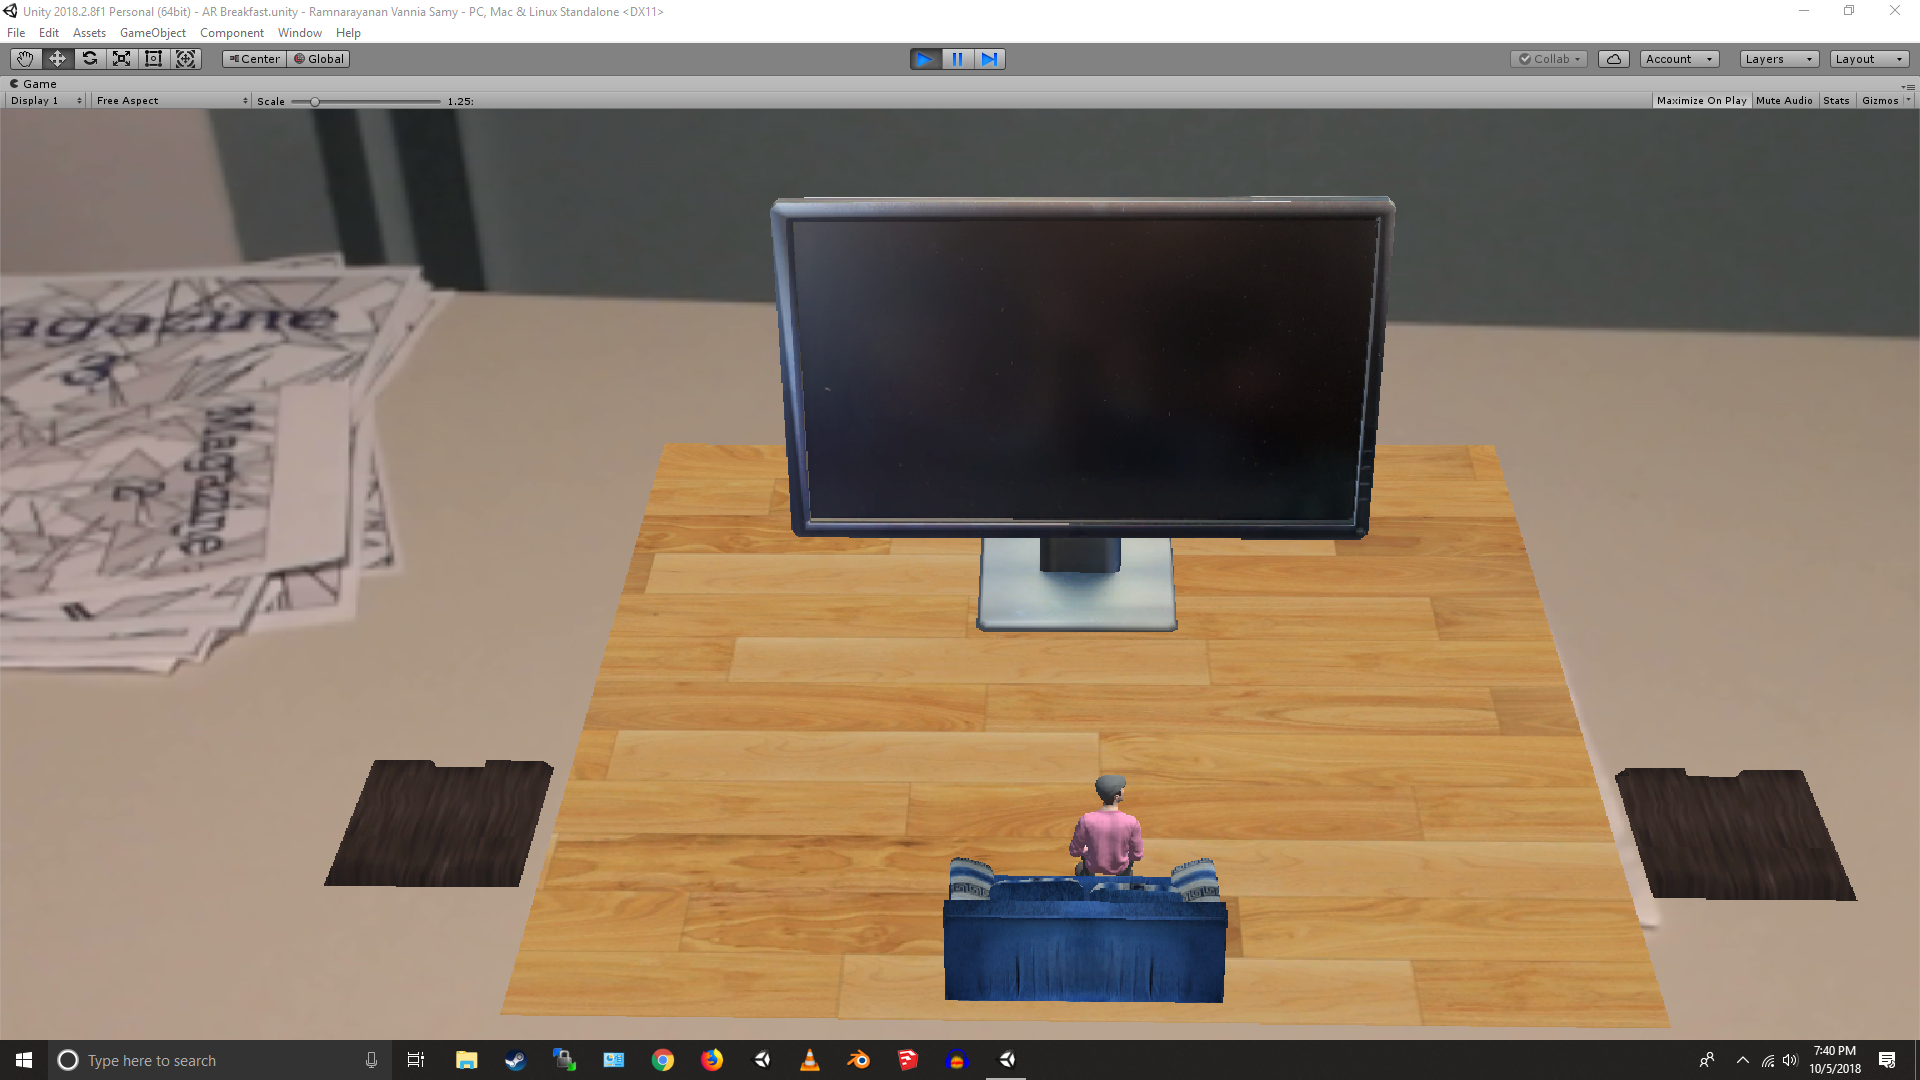 Unity 2018.2.8f1 Personal (64bit) - AR Breakfast.unity - Ramnarayanan Vannia Samy - PC, Mac & Linux Standalone <DX11>
File Edit Assets GameObject Component Window Help
Center Global Collab Account Layers Layout
Game
Display 1 Free Aspect Scale 1.25: Maximize On Play Mute Audio Stats Gizmos
agazine
3
Magazine
2
Type here to search
7:40 PM
10/5/2018